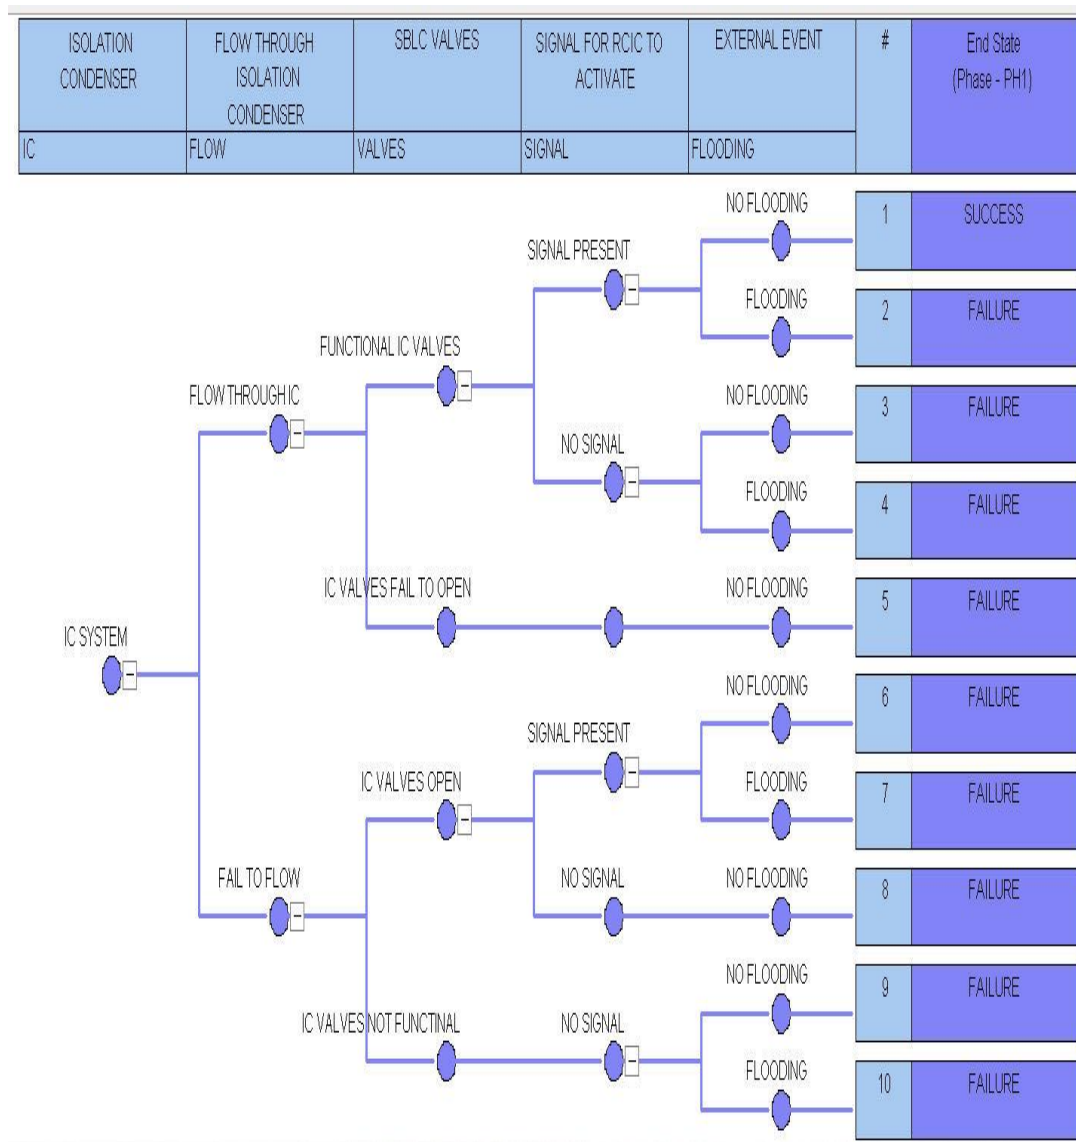 ISOLATION
CONDENSER
FLOW THROUGH
ISOLATION
CONDENSER
SBLC VALVES
SIGNAL FOR RCIC TO
ACTIVATE
EXTERNAL EVENT
#
End State
(Phase - PH1)
IC
FLOW
VALVES
SIGNAL
FLOODING
NO FLOODING
1
SUCCESS
SIGNAL PRESENT
FLOODING
2
FAILURE
FUNCTIONAL IC VALVES
FLOW THROUGH IC
NO FLOODING
3
FAILURE
NO SIGNAL
FLOODING
4
FAILURE
IC VALVES FAIL TO OPEN
NO FLOODING
5
FAILURE
IC SYSTEM
NO FLOODING
6
FAILURE
SIGNAL PRESENT
FLOODING
7
FAILURE
IC VALVES OPEN
FAIL TO FLOW
NO SIGNAL
NO FLOODING
8
FAILURE
NO FLOODING
9
FAILURE
IC VALVES NOT FUNCTINAL
NO SIGNAL
FLOODING
10
FAILURE